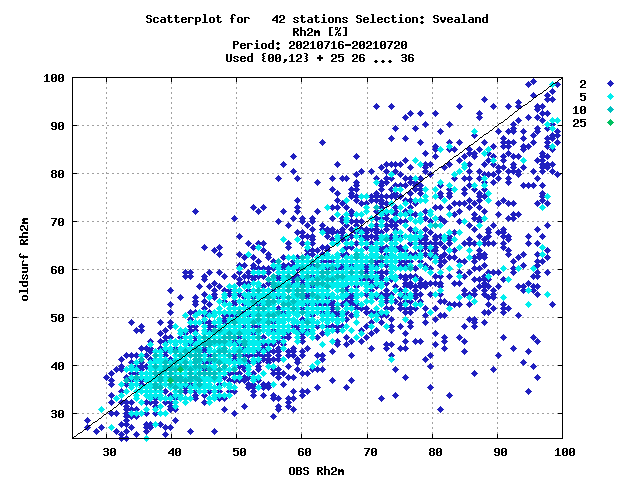 Scatterplot for 42 stations Selection: Svealand
Rh2m [%]
Period: 20210716-20210720
Used {00,12} + 25 26 ... 36
2
5
10
25
100
90
80
70
60
50
40
30
oldsurf Rh2m
30 40 50 60 70 80 90 100
OBS Rh2m